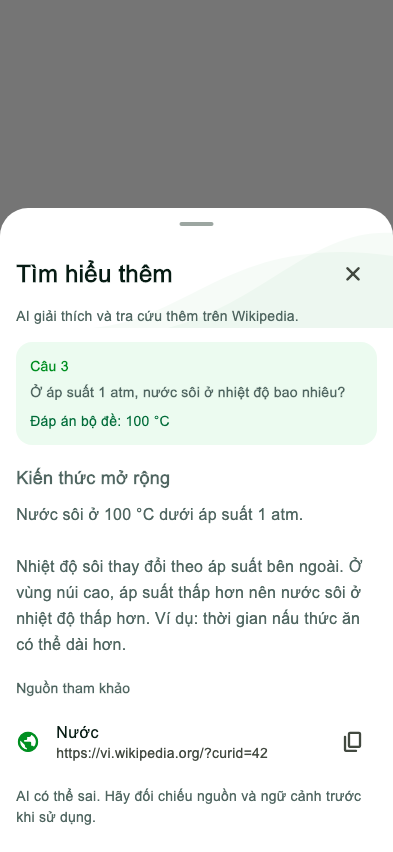 Tìm hiểu thêm
AI giải thích và tra cứu thêm trên Wikipedia.
Câu 3
Ở áp suất 1 atm, nước sôi ở nhiệt độ bao nhiêu?
Đáp án bộ đề: 100 °C
Kiến thức mở rộng
Nước sôi ở 100 °C dưới áp suất 1 atm.
Nhiệt độ sôi thay đổi theo áp suất bên ngoài. Ở
vùng núi cao, áp suất thấp hơn nên nước sôi ở
nhiệt độ thấp hơn. Ví dụ: thời gian nấu thức ăn
có thể dài hơn.
Nguồn tham khảo
Nước
https://vi.wikipedia.org/?curid=42
AI có thể sai. Hãy đối chiếu nguồn và ngữ cảnh trước
khi sử dụng.